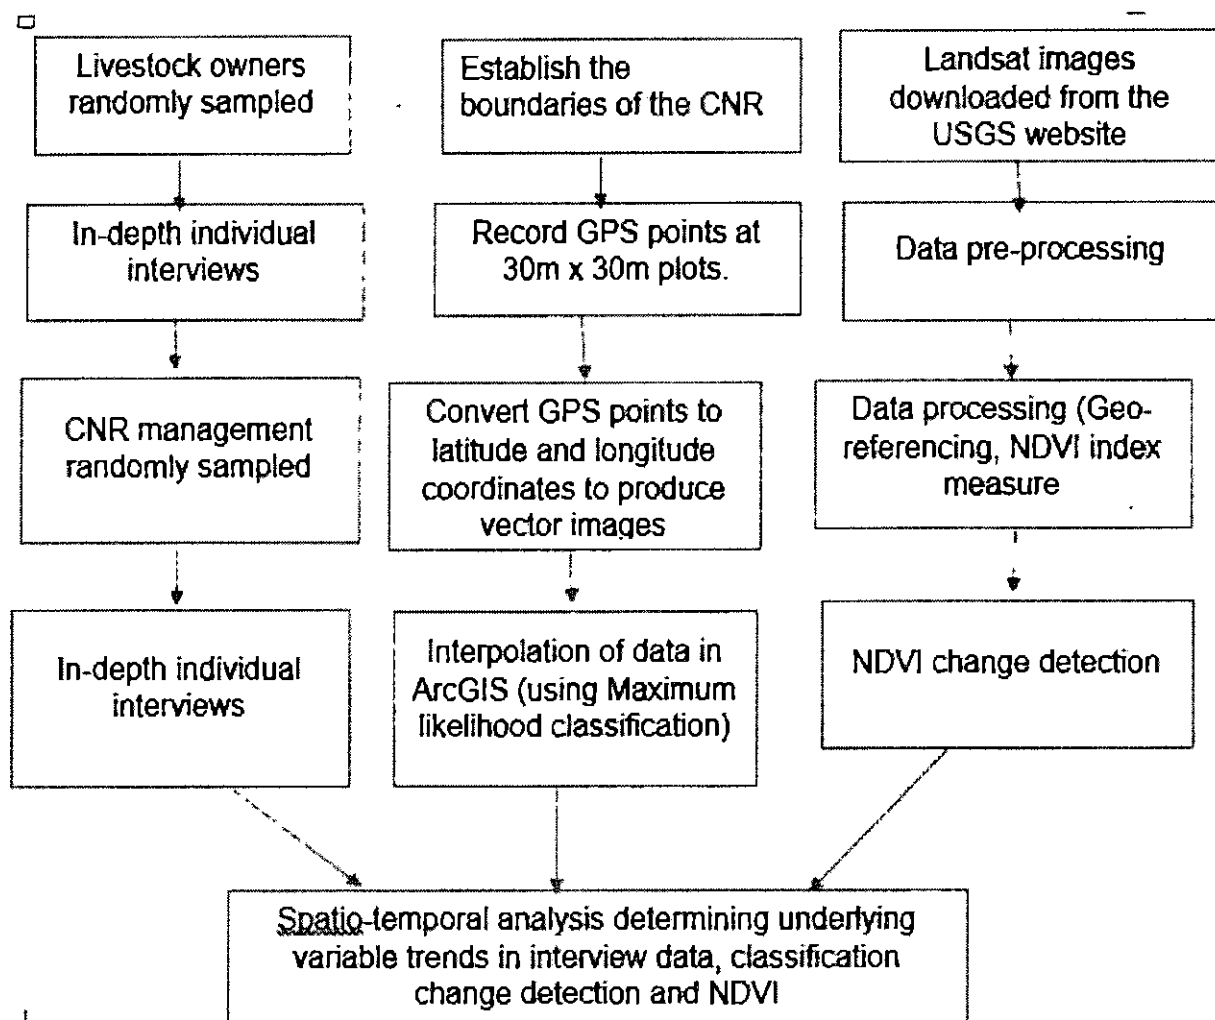 Livestock owners
randomly sampled
In-depth individual
interviews
CNR management
randomly sampled
In-depth individual
interviews
Establish the
boundaries of the CNR
Record GPS points at
30m x 30m plots.
Convert GPS points to
latitude and longitude
coordinates to produce
vector images
Interpolation of data in
ArcGIS (using Maximum
likelihood classification)
Landsat images
downloaded from the
USGS website
Data pre-processing
Data processing (Geo-
referencing, NDVI index
measure
NDVI change detection
Spatio-temporal analysis determining underlying
variable trends in interview data, classification
change detection and NDVI